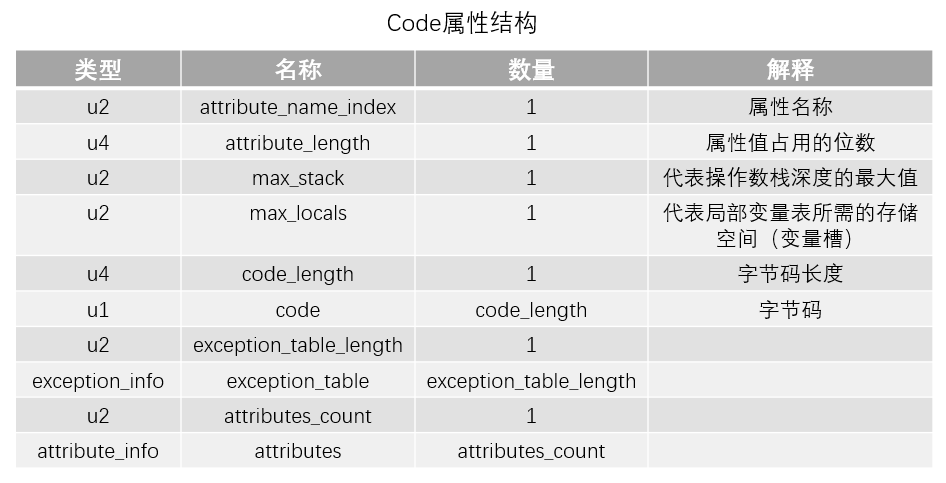 Code属性结构
类型 名称 数量 解释
u2 attribute_name_index 1 属性名称
u4 attribute_length 1 属性值占用的位数
u2 max_stack 1 代表操作数栈深度的最大值
u2 max_locals 1 代表局部变量表所需的存储
空间（变量槽）
u4 code_length 1 字节码长度
u1 code code_length 字节码
u2 exception_table_length 1
exception_info exception_table exception_table_length
u2 attributes_count 1
attribute_info attributes attributes_count